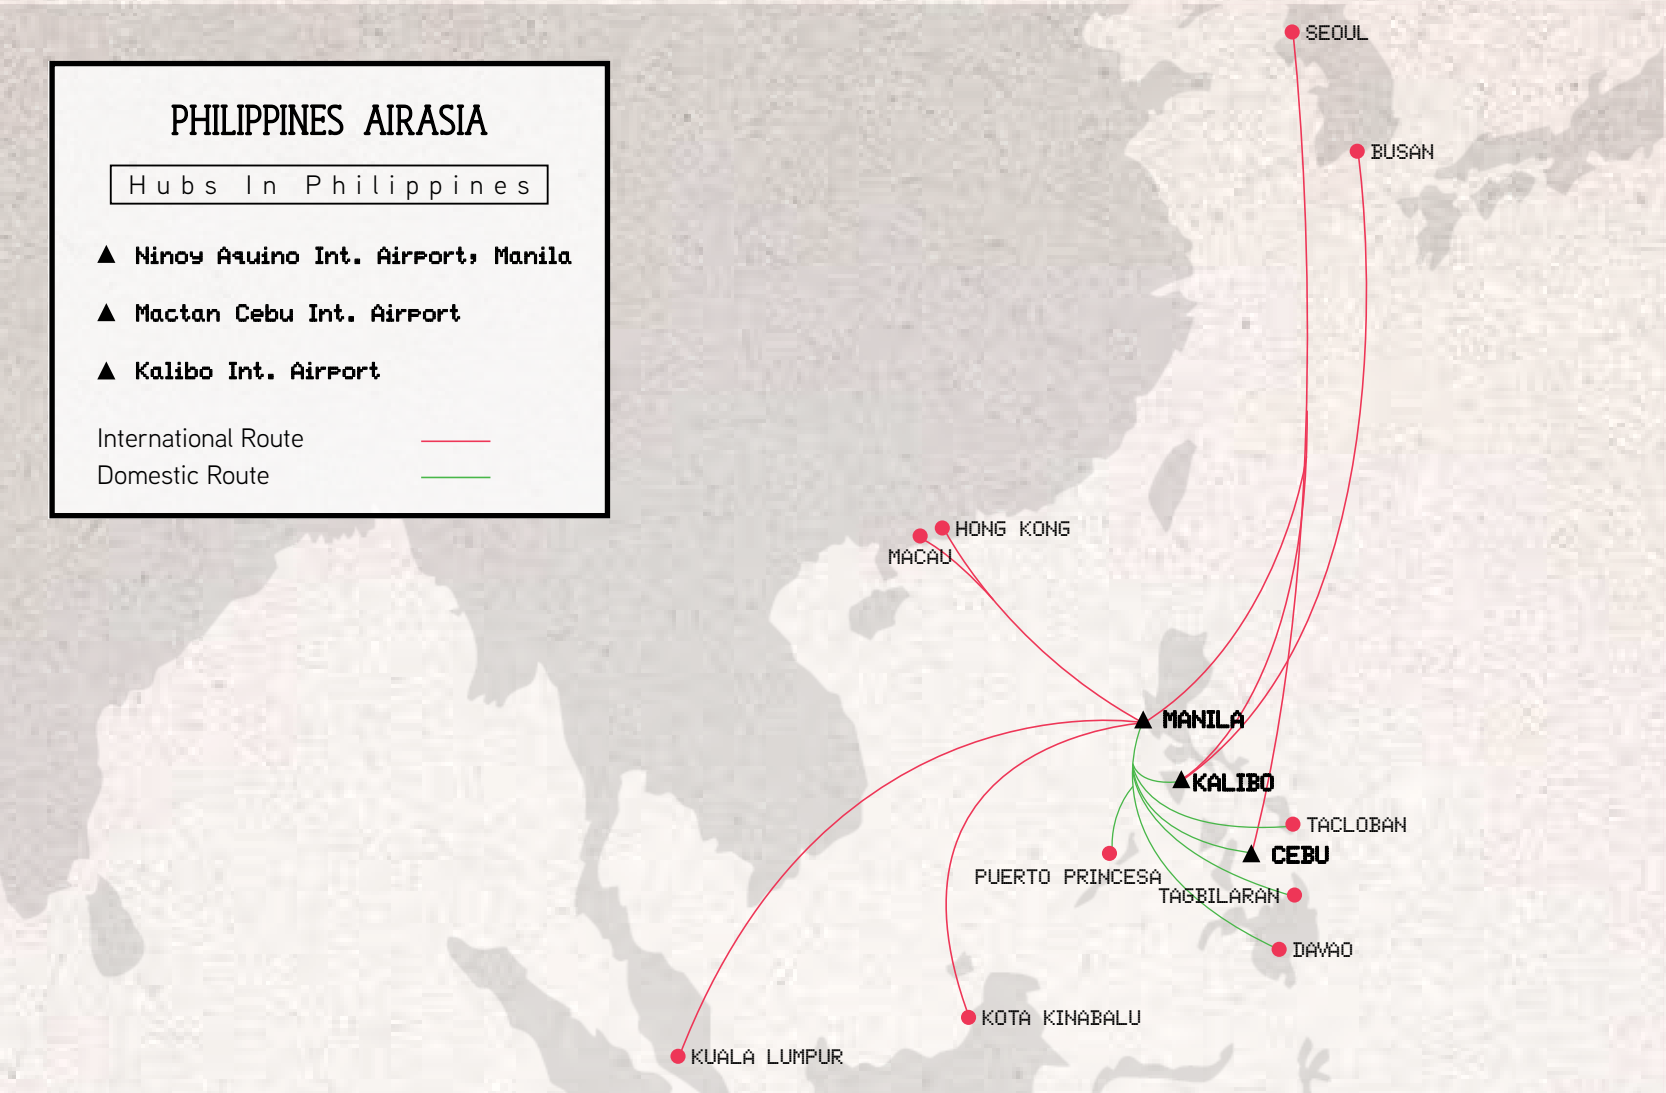 PHILIPPINES AIRASIA
Hubs In Philippines
Ninoy Aquino Int. Airport, Manila
Mactan Cebu Int. Airport
Kalibo Int. Airport
International Route
Domestic Route
SEOUL
BUSAN
HONG KONG
MACAU
MANILA
KALIBO
TACLOBAN
CEBU
PUERTO PRINCESA
TAGBILARAN
DAVAO
KOTA KINABALU
KUALA LUMPUR